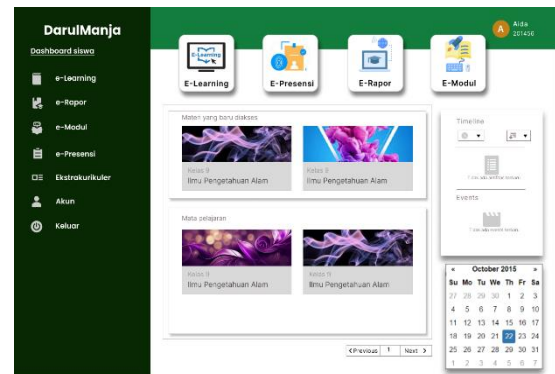 DarulManja
Dashboard siswa
e-Learning
e-Rapor
e-Modul
e-Presensi
Ekstrakurikuler
Akun
Keluar
A
Aida
201450
E-Learning
E-Learning
E-Presensi
E-Rapor
E-Modul
Materi yang baru diakses
Kelas 9
Ilmu Pengetahuan Alam
Kelas 9
Ilmu Pengetahuan Alam
Mata pelajaran
Kelas 9
Ilmu Pengetahuan Alam
Kelas 9
Ilmu Pengetahuan Alam
< Previous 1 Next >
Timeline
Events
« October 2015 »
Su Mo Tu We Th Fr Sa
27 28 29 30 1 2 3
4 5 6 7 8 9 10
11 12 13 14 15 16 17
18 19 20 21 22 23 24
25 26 27 28 29 30 31
1 2 3 4 5 6 7